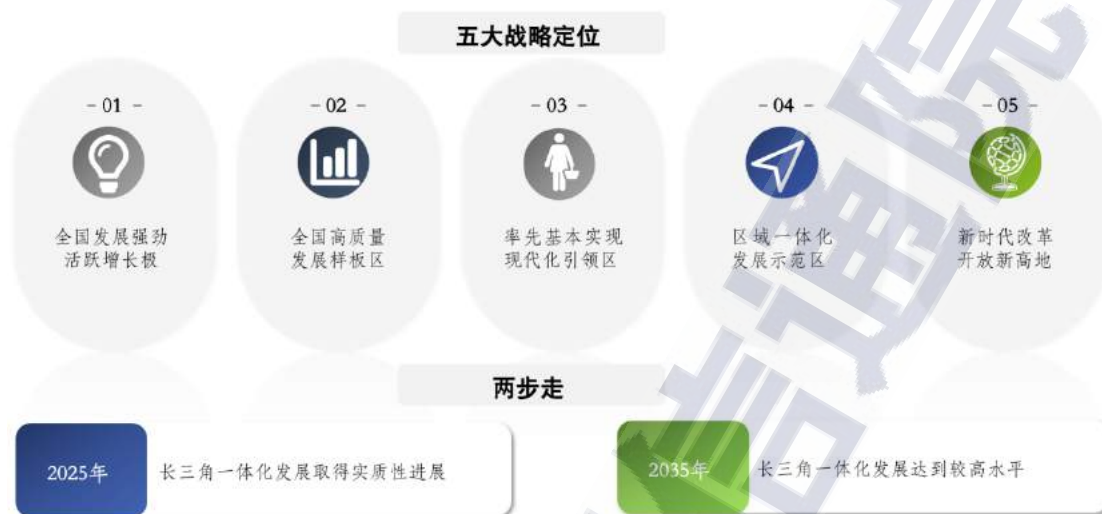 五大战略定位
- 01 -
- 02 -
- 03 -
- 04 -
- 05 -
全国发展强劲
活跃增长极
全国高质量
发展样板区
率先基本实现
现代化引领区
区域一体化
发展示范区
新时代改革
开放新高地
两步走
2025年
长三角一体化发展取得实质性进展
2035年
长三角一体化发展达到较高水平